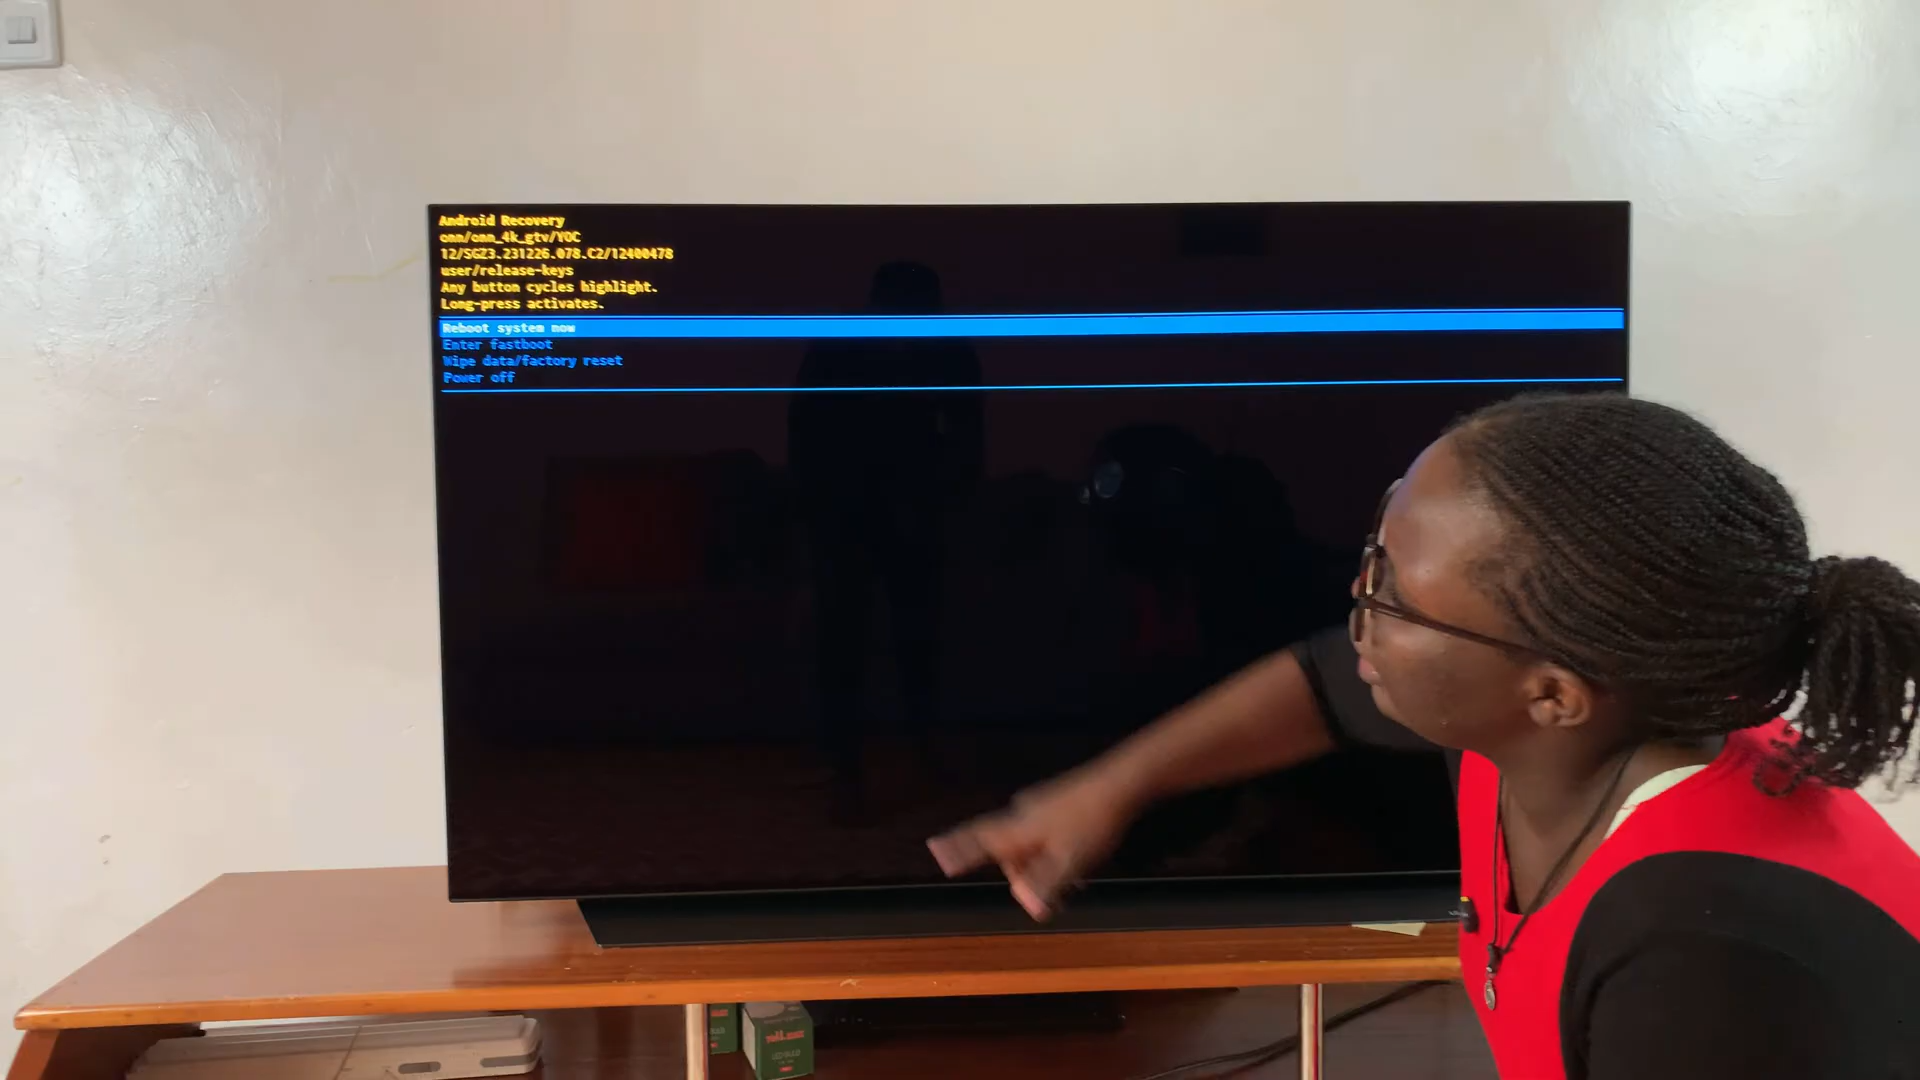 Android Recovery
onn/onn_4k_gtv/YOC
12/SGZ3.231226.078.C2/12400478
user/release-keys
Any button cycles highlight.
Long-press activates.
Reboot system now
Enter fastboot
Wipe data/factory reset
Power off